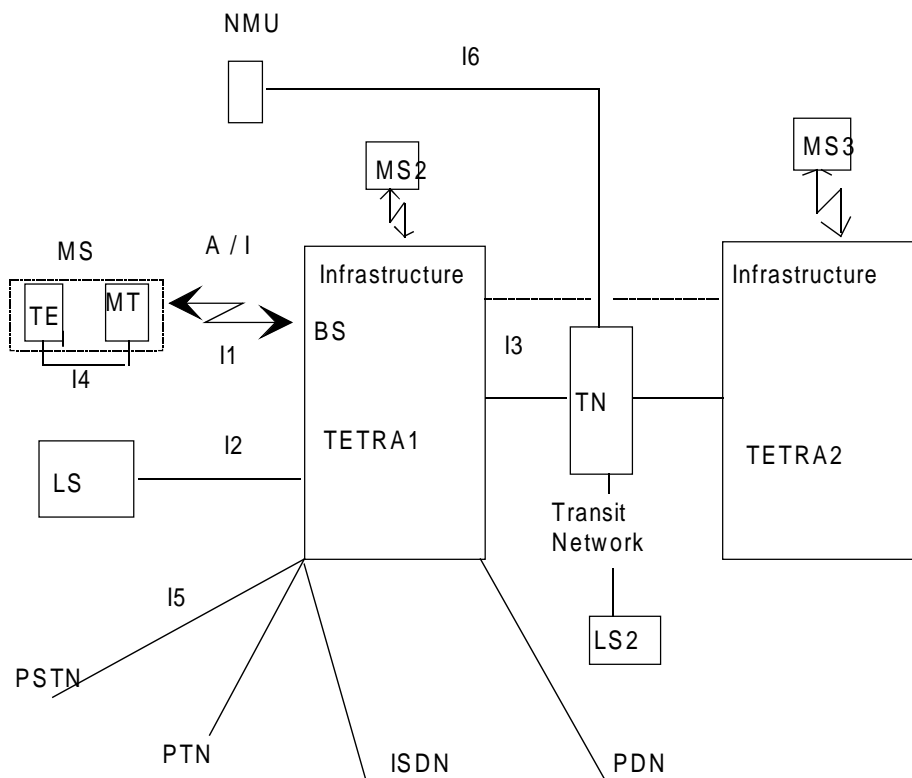 NMU
I6
MS2
MS3
MS
A / I
Infrastructure
Infrastructure
TE
MT
BS
I1
I3
I4
TN
TETRA1
TETRA2
I2
LS
Transit
Network
I5
LS2
PSTN
PTN
ISDN
PDN